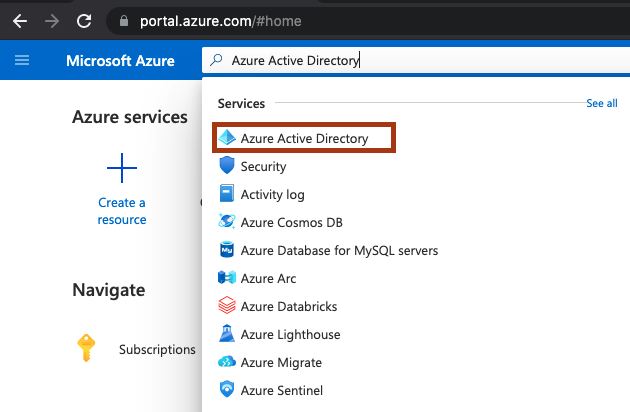 portal.azure.com/#home
Microsoft Azure
Azure Active Directory
Services
See all
Azure services
Azure Active Directory
Security
Activity log
Create a
resource
Azure Cosmos DB
Azure Database for MySQL servers
Azure Arc
Navigate
Azure Databricks
Azure Lighthouse
Subscriptions
Azure Migrate
Azure Sentinel